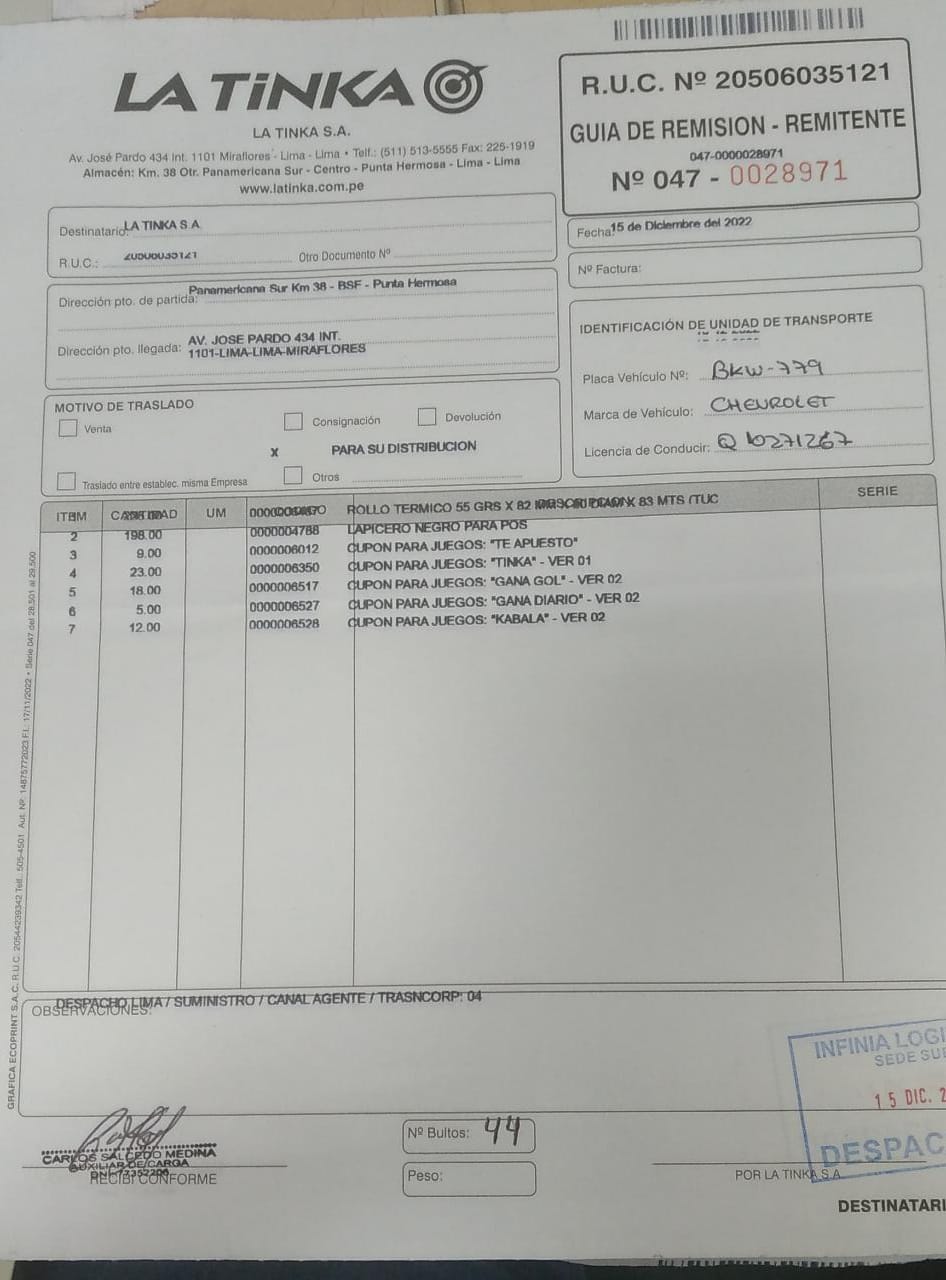 LA TiNKA
LA TINKA S.A.
Av. José Pardo 434 Int. 1101 Miraflores - Lima - Lima • Telf.: (511) 513-5555 Fax: 225-1919
Almacén: Km. 38 Otr. Panamericana Sur - Centro - Punta Hermosa - Lima - Lima
www.latinka.com.pe
R.U.C. Nº 20506035121
GUIA DE REMISION - REMITENTE
047-0000028971
Nº 047 - 0028971
Destinatario: LA TINKA S.A.
R.U.C.: 20506035121 Otro Documento Nº
Fecha: 15 de Diciembre del 2022
Nº Factura:
Dirección pto. de partida: Panamericana Sur Km 38 - BSF - Punta Hermosa
Dirección pto. llegada: AV. JOSE PARDO 434 INT.
1101-LIMA-LIMA-MIRAFLORES
IDENTIFICACIÓN DE UNIDAD DE TRANSPORTE
Placa Vehículo Nº: BKW-779
Marca de Vehículo: CHEVROLET
Licencia de Conducir: Q10271267
MOTIVO DE TRASLADO
Venta
Consignación
Devolución
x PARA SU DISTRIBUCION
Traslado entre establec. misma Empresa
Otros
ITEM CANTIDAD UM DESCRIPCION SERIE
ROLLO TERMICO 55 GRS X 82 X 83 MTS (TUC
2 198.00 0000004788 LAPICERO NEGRO PARA POS
3 9.00 0000006012 CUPON PARA JUEGOS: "TE APUESTO"
4 23.00 0000006350 CUPON PARA JUEGOS: "TINKA" - VER 01
5 18.00 0000006517 CUPON PARA JUEGOS: "GANA GOL" - VER 02
6 5.00 0000006527 CUPON PARA JUEGOS: "GANA DIARIO" - VER 02
7 12.00 0000006528 CUPON PARA JUEGOS: "KABALA" - VER 02
GRAFICA ECOPRINT S.A.C. R.U.C. 20544239342 Telf.: 505-4501 Aut. Nº: 14875772023 F.I.: 17/11/2022 • Serie 047 del 28,501 al 29,500
DESPACHO LIMA / SUMINISTRO / CANAL AGENTE / TRASNCORP: 04
OBSERVACIONES:
INFINIA LOGI
SEDE SU
15 DIC. 2
DESPAC
CARLOS SALCEDO MEDINA
AUXILIAR DE CARGA
RECIBI CONFORME
Nº Bultos: 44
Peso:
POR LA TINKA S.A.
DESTINATARI